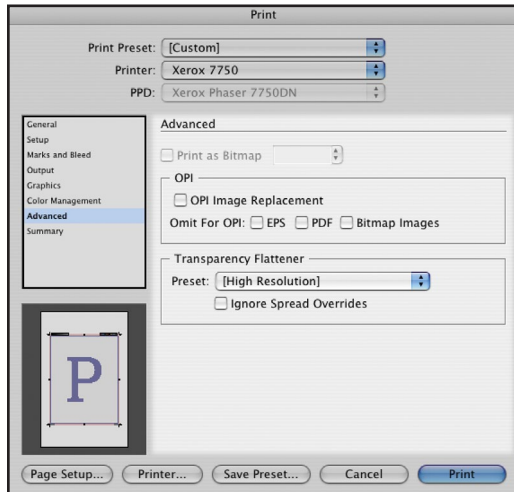 Print
Print Preset: [Custom]
Printer: Xerox 7750
PPD: Xerox Phaser 7750DN
General
Setup
Marks and Bleed
Output
Graphics
Color Management
Advanced
Summary
Advanced
Print as Bitmap
OPI
OPI Image Replacement
Omit For OPI: EPS PDF Bitmap Images
Transparency Flattener
Preset: [High Resolution]
Ignore Spread Overrides
P
Page Setup... Printer... Save Preset... Cancel Print